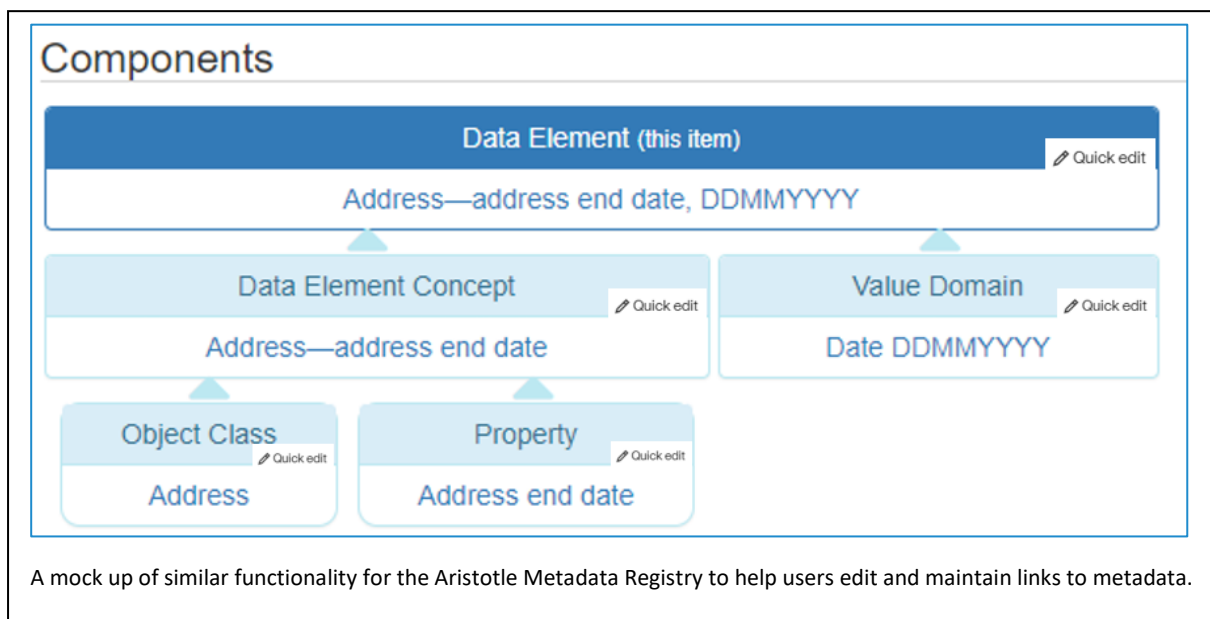 Components
Data Element (this item)
Quick edit
Address—address end date, DDMMYYYY
Data Element Concept
Quick edit
Value Domain
Quick edit
Address—address end date
Date DDMMYYYY
Object Class
Quick edit
Property
Quick edit
Address
Address end date
A mock up of similar functionality for the Aristotle Metadata Registry to help users edit and maintain links to metadata.